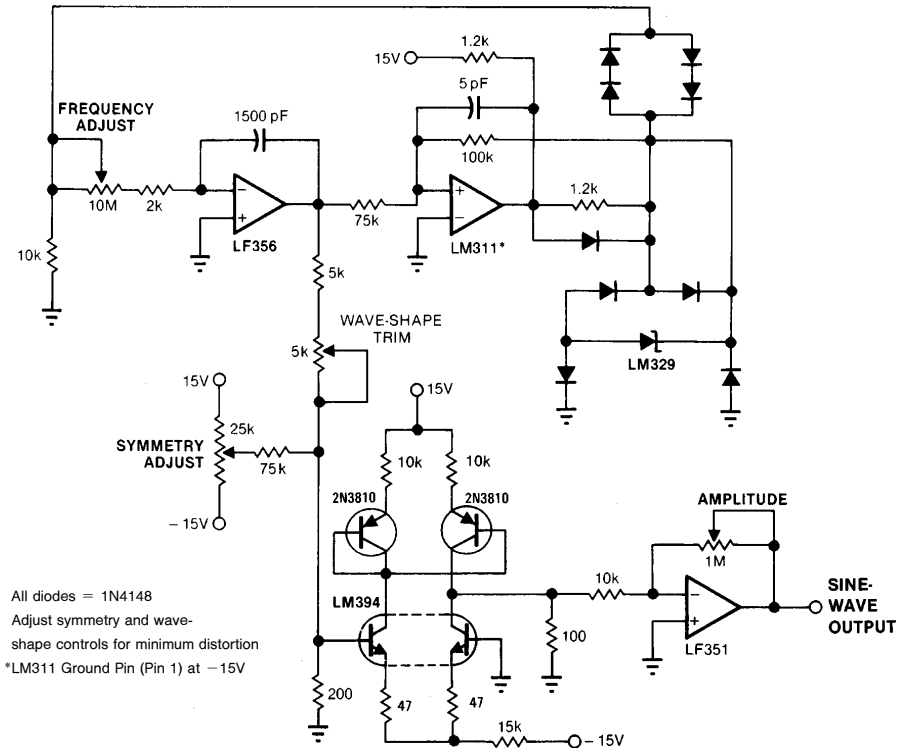 1.2k
15V
5 pF
FREQUENCY
ADJUST
1500 pF
100k
10M
2k
−
+
LF356
75k
+
−
LM311*
1.2k
10k
5k
WAVE-SHAPE
TRIM
5k
LM329
15V
15V
25k
SYMMETRY
ADJUST
75k
10k
10k
− 15V
2N3810
2N3810
AMPLITUDE
1M
10k
−
+
LF351
SINE-
WAVE
OUTPUT
All diodes = 1N4148
Adjust symmetry and wave-
shape controls for minimum distortion
*LM311 Ground Pin (Pin 1) at −15V
LM394
100
200
47
47
15k
− 15V